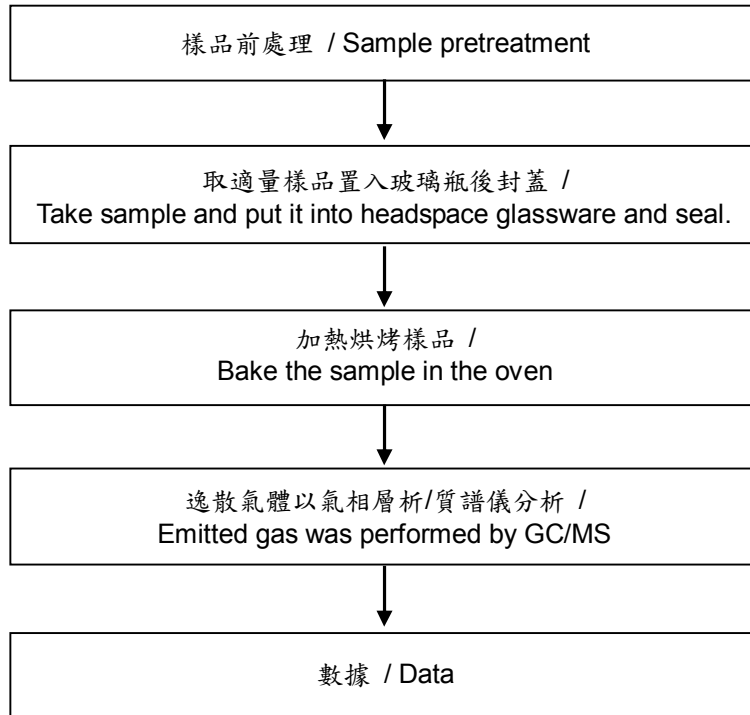 樣品前處理 / Sample pretreatment
取適量樣品置入玻璃瓶後封蓋 /
Take sample and put it into headspace glassware and seal.
加熱烘烤樣品 /
Bake the sample in the oven
逸散氣體以氣相層析/質譜儀分析 /
Emitted gas was performed by GC/MS
數據 / Data